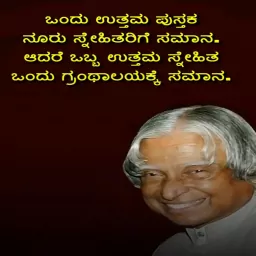 ಒಂದು ಉತ್ತಮ ಪುಸ್ತಕ
ನೂರು ಸ್ನೇಹಿತರಿಗೆ ಸಮಾನ.
ಆದರೆ ಒಬ್ಬ ಉತ್ತಮ ಸ್ನೇಹಿತ
ಒಂದು ಗ್ರಂಥಾಲಯಕ್ಕೆ ಸಮಾನ.